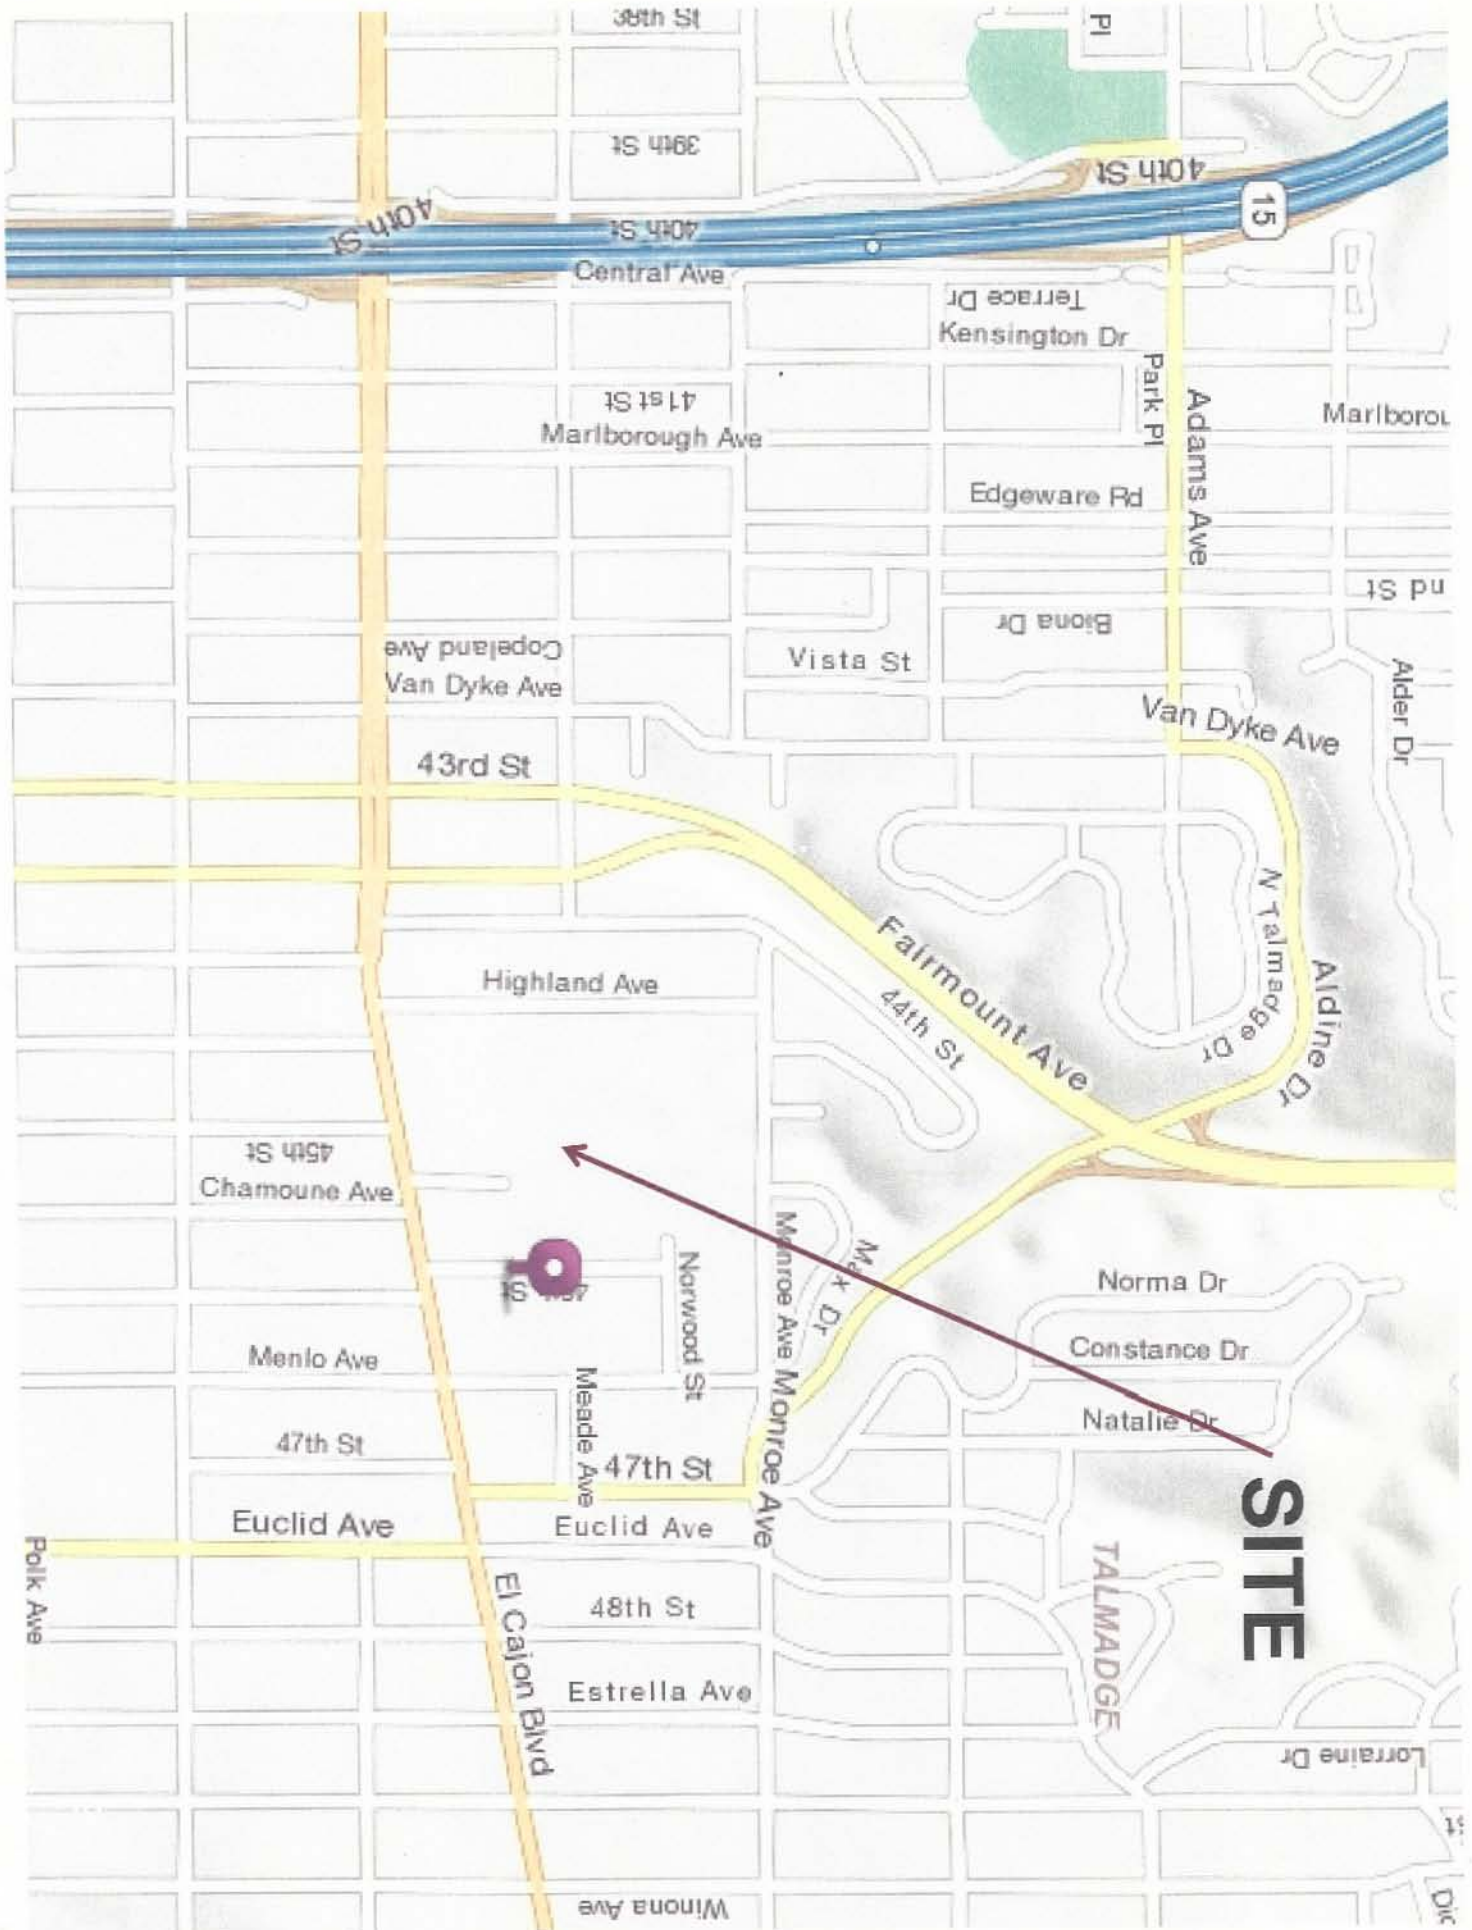 38th St
Pl
39th St
40th St
40th St
40th St
15
Central Ave
Terrace Dr
Kensington Dr
Park Pl
Adams Ave
41st St
Marlborough Ave
Marlborou
Edgeware Rd
nd St
Biona Dr
Copeland Ave
Van Dyke Ave
Vista St
Van Dyke Ave
Alder Dr
43rd St
N Talmadge Dr
Aldine Dr
Fairmount Ave
44th St
Highland Ave
45th St
Chamoune Ave
Monroe Ave
Max Dr
Norwood St
Norma Dr
Constance Dr
Natalie Dr
Menlo Ave
Meade Ave
Monroe Ave
47th St
47th St
SITE
Euclid Ave
Euclid Ave
Polk Ave
El Cajon Blvd
48th St
TALMADGE
Estrella Ave
Lorraine Dr
st
Winona Ave
Dic